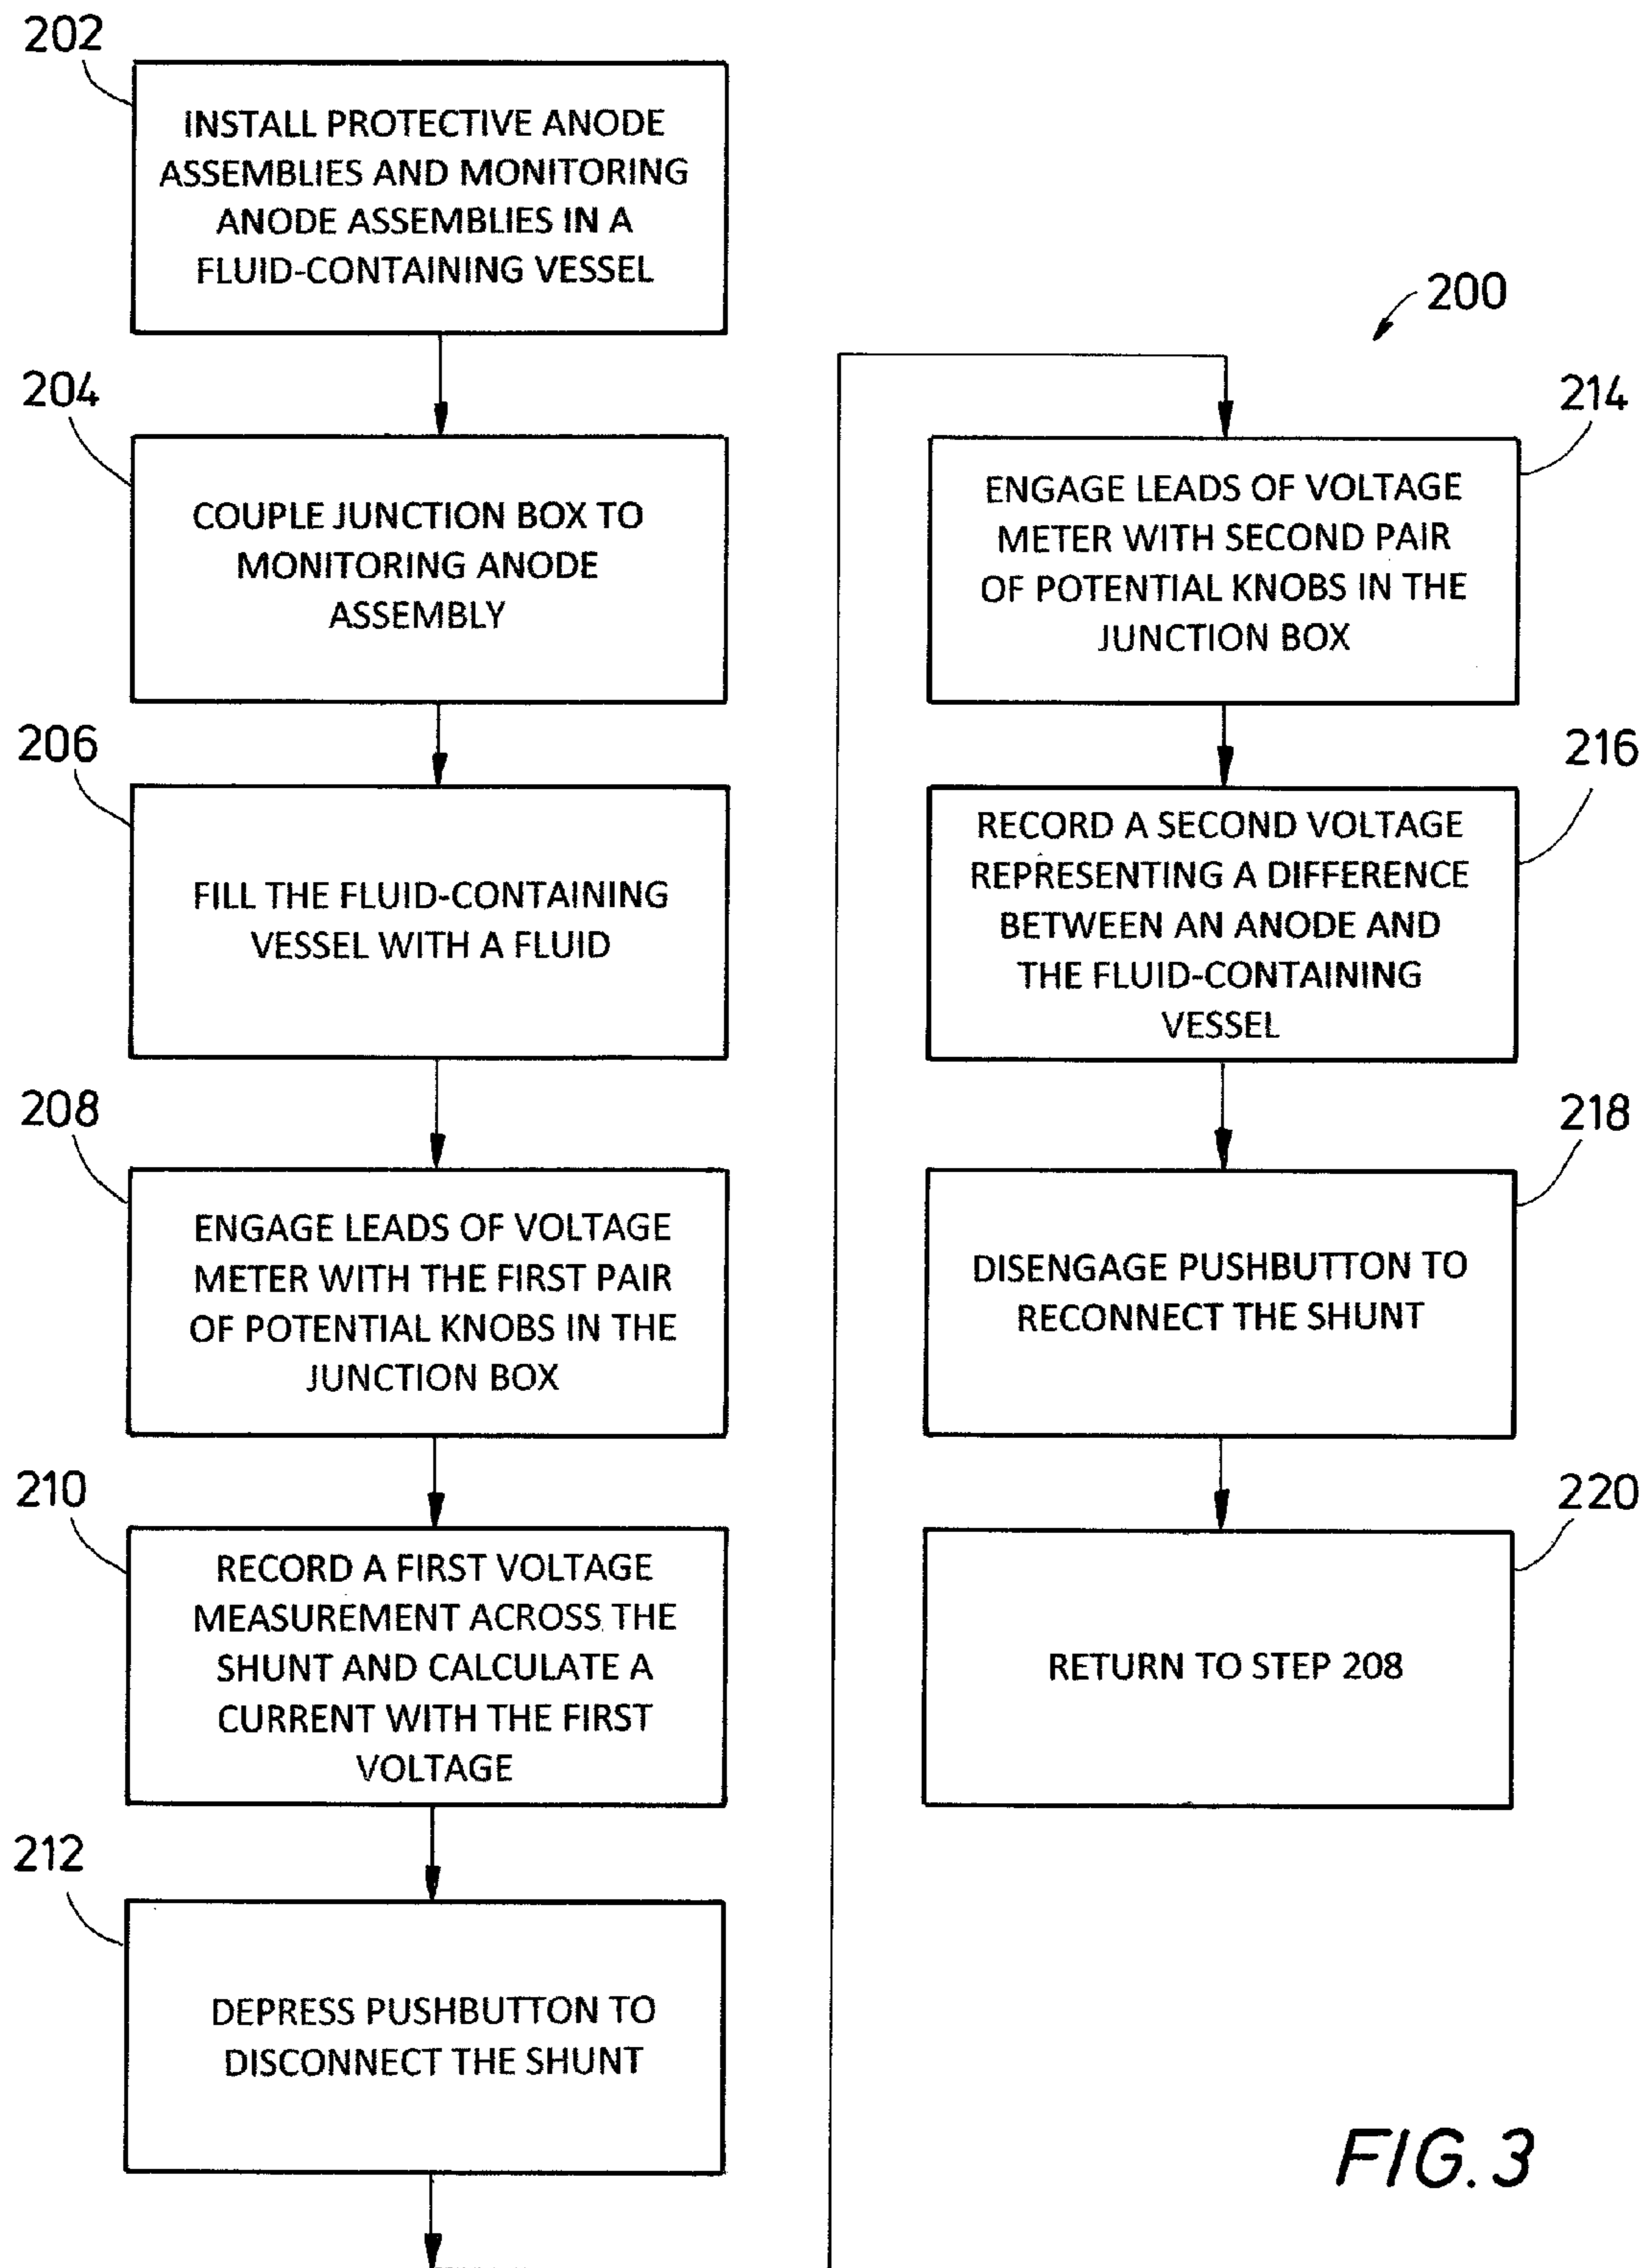 202
INSTALL PROTECTIVE ANODE
ASSEMBLIES AND MONITORING
ANODE ASSEMBLIES IN A
FLUID-CONTAINING VESSEL
204
COUPLE JUNCTION BOX TO
MONITORING ANODE
ASSEMBLY
206
FILL THE FLUID-CONTAINING
VESSEL WITH A FLUID
208
ENGAGE LEADS OF VOLTAGE
METER WITH THE FIRST PAIR
OF POTENTIAL KNOBS IN THE
JUNCTION BOX
210
RECORD A FIRST VOLTAGE
MEASUREMENT ACROSS THE
SHUNT AND CALCULATE A
CURRENT WITH THE FIRST
VOLTAGE
212
DEPRESS PUSHBUTTON TO
DISCONNECT THE SHUNT
200
214
ENGAGE LEADS OF VOLTAGE
METER WITH SECOND PAIR
OF POTENTIAL KNOBS IN THE
JUNCTION BOX
216
RECORD A SECOND VOLTAGE
REPRESENTING A DIFFERENCE
BETWEEN AN ANODE AND
THE FLUID-CONTAINING
VESSEL
218
DISENGAGE PUSHBUTTON TO
RECONNECT THE SHUNT
220
RETURN TO STEP 208
FIG. 3